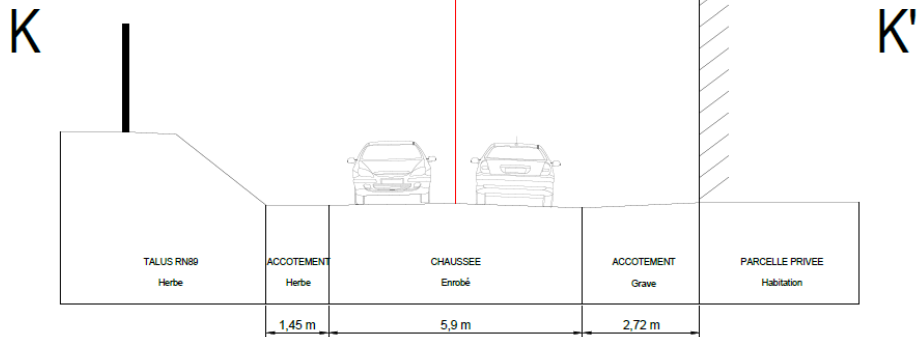 K
K'
TALUS RN89
Herbe
ACCOTEMENT
Herbe
CHAUSSEE
Enrobé
ACCOTEMENT
Grave
PARCELLE PRIVEE
Habitation
1,45 m
5,9 m
2,72 m